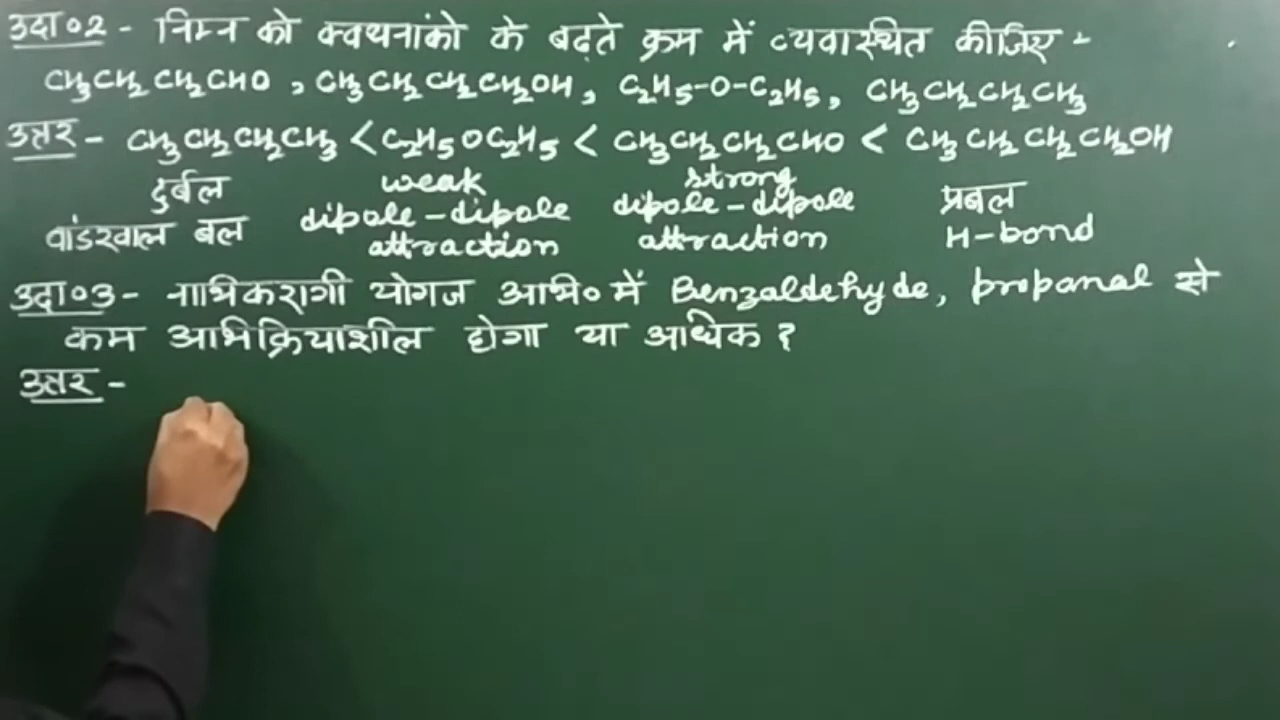 उदा०2- निम्न को क्वथनांको के बढ़ते क्रम में व्यवास्थित कीजिए -
CH₃CH₂CH₂CHO, CH₃CH₂CH₂CH₂OH, C₂H₅-O-C₂H₅, CH₃CH₂CH₂CH₃
उत्तर- CH₃CH₂CH₂CH₃ < C₂H₅OC₂H₅ < CH₃CH₂CH₂CHO < CH₃CH₂CH₂CH₂OH
दुर्बल weak strong प्रबल
वांडरवाल बल dipole-dipole dipole-dipole H-bond
attraction attraction
उदा०3- नाभिकरागी योगज अभि० में Benzaldehyde, propanal से
कम अभिक्रियाशील होगा या अधिक ?
उत्तर-